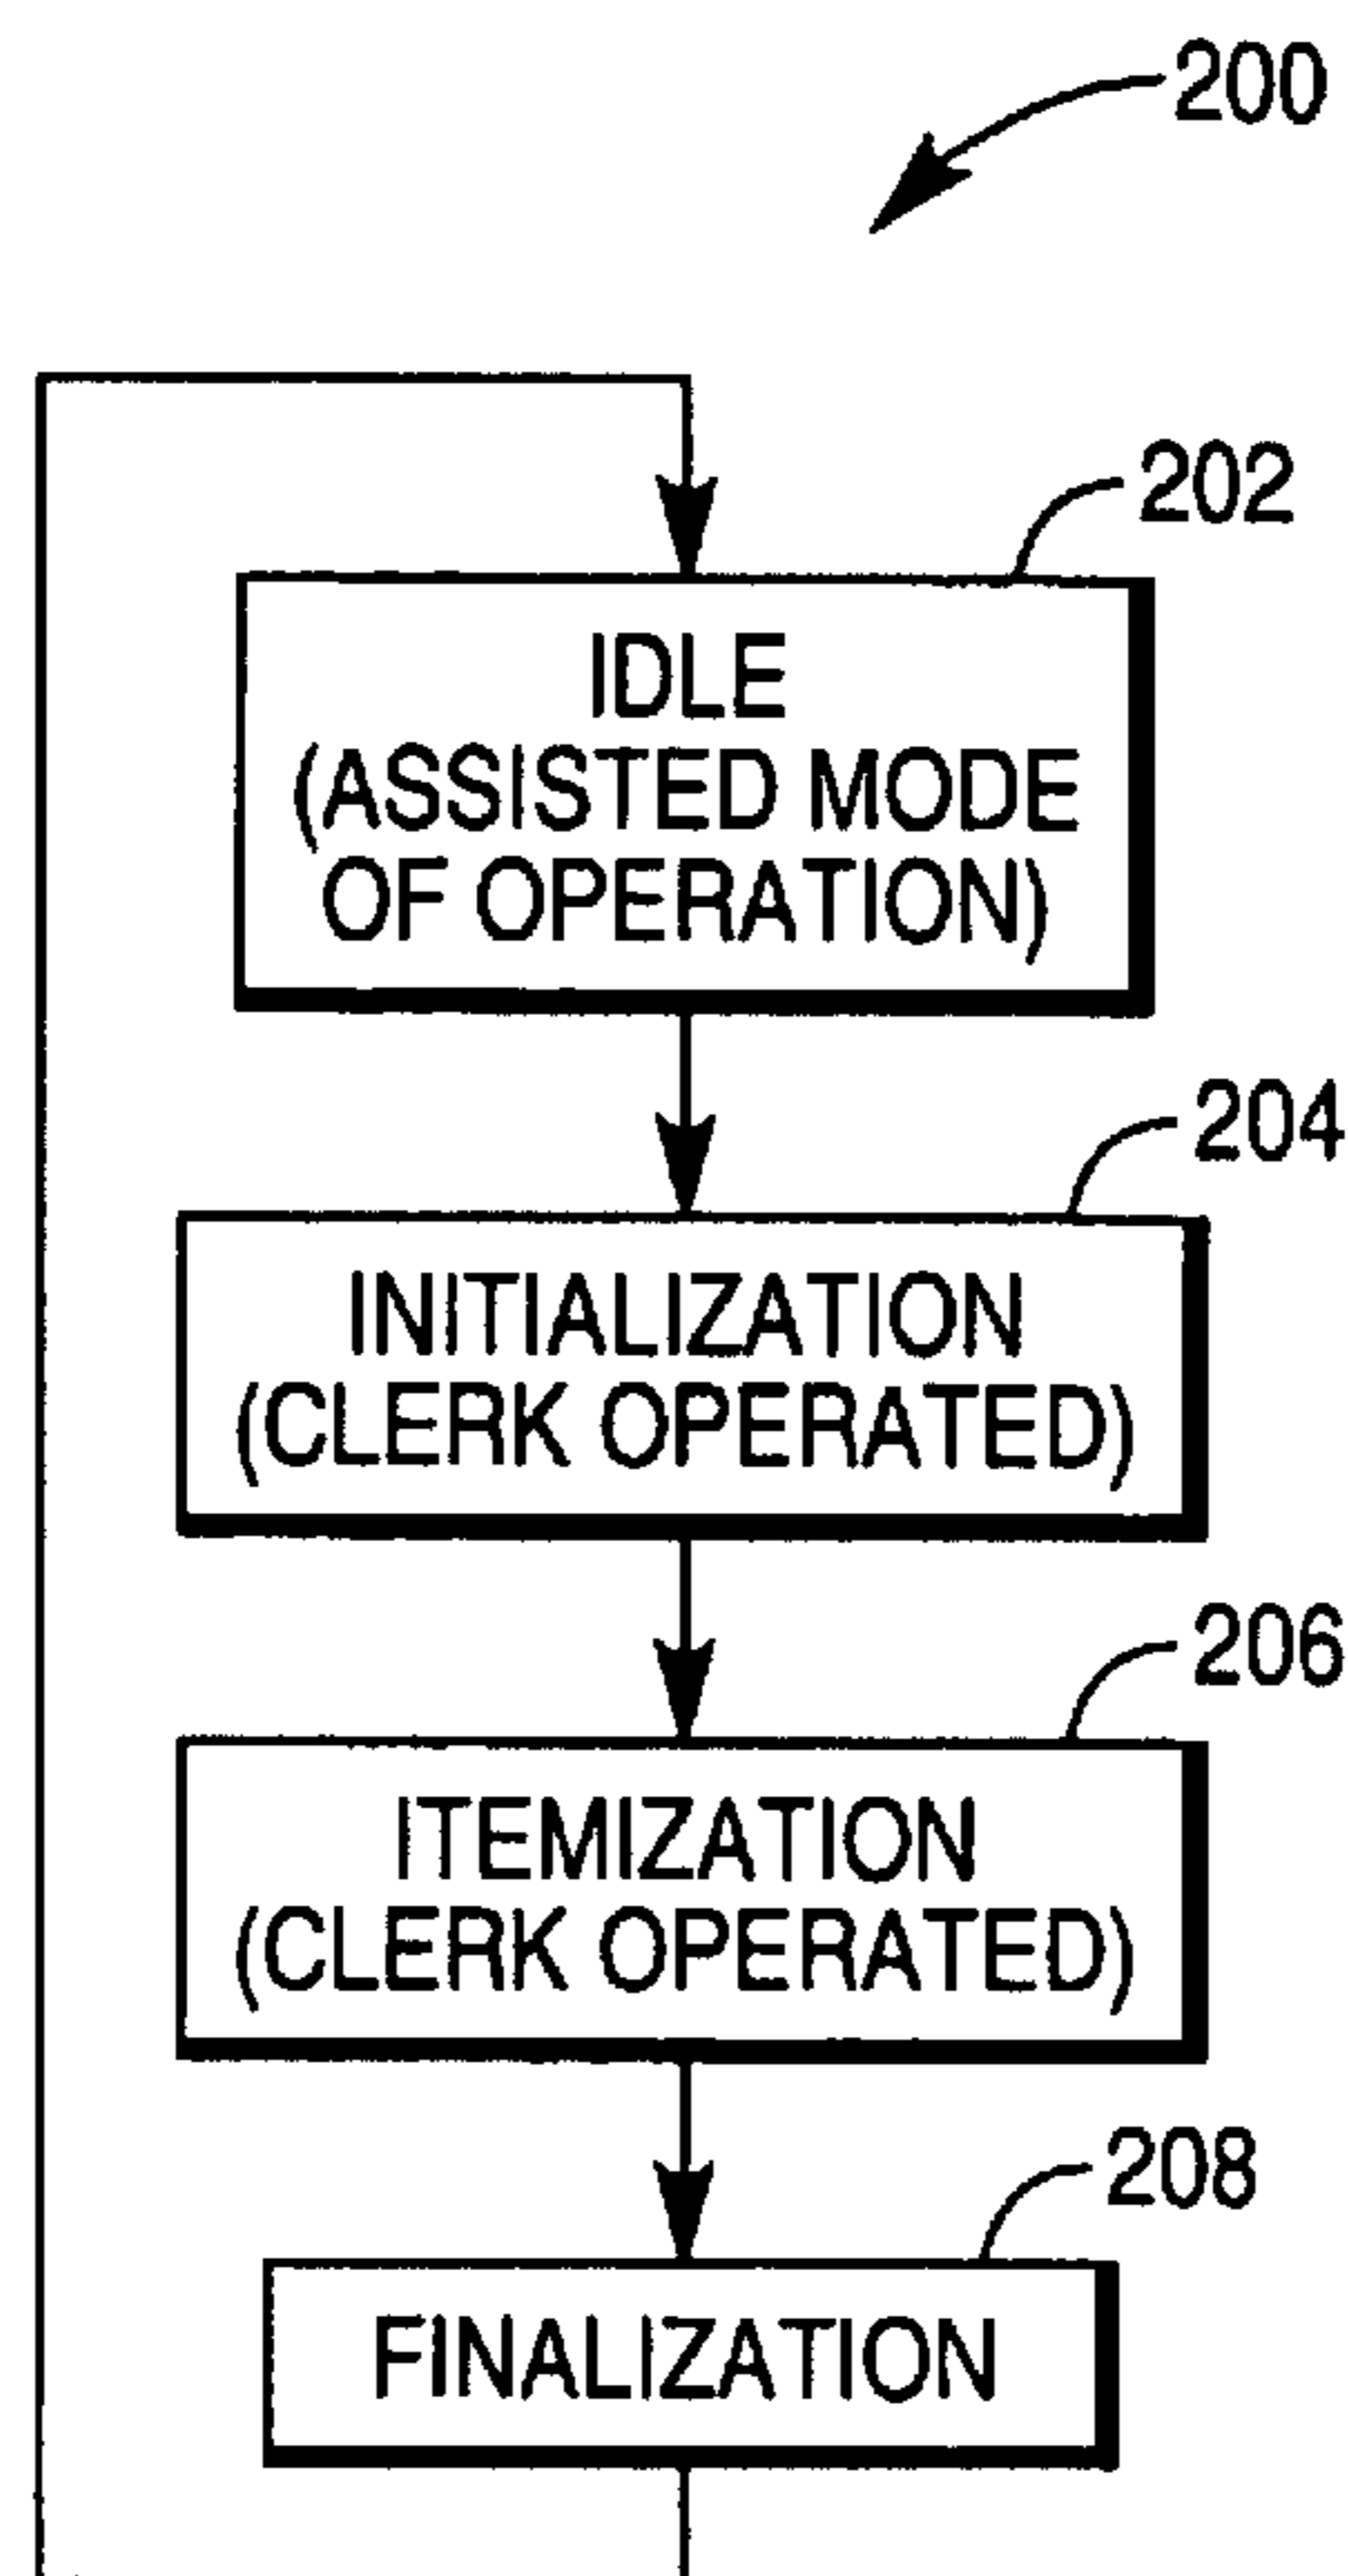 200
202
IDLE
(ASSISTED MODE
OF OPERATION)
204
INITIALIZATION
(CLERK OPERATED)
206
ITEMIZATION
(CLERK OPERATED)
208
FINALIZATION